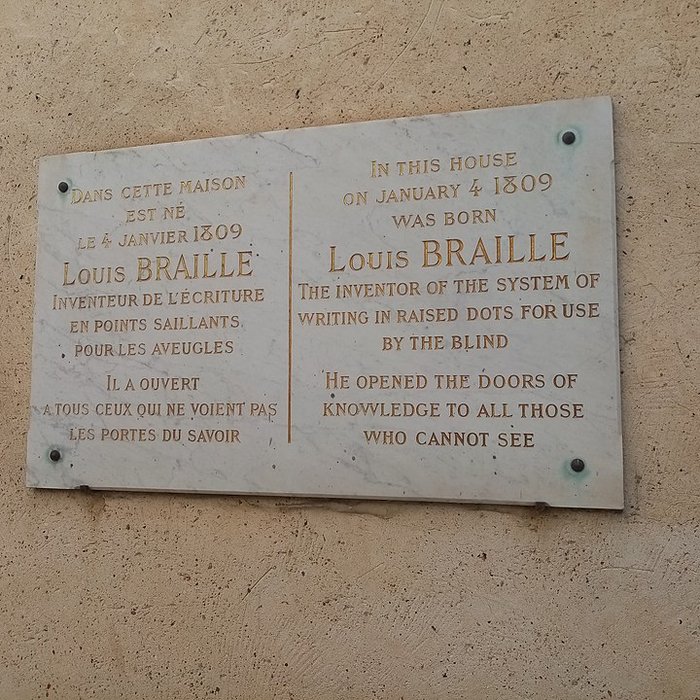 DANS CETTE MAISON
EST NÉ
LE 4 JANVIER 1809
LOUIS BRAILLE
INVENTEUR DE L'ÉCRITURE
EN POINTS SAILLANTS
POUR LES AVEUGLES
IL A OUVERT
A TOUS CEUX QUI NE VOIENT PAS
LES PORTES DU SAVOIR
IN THIS HOUSE
ON JANUARY 4 1809
WAS BORN
LOUIS BRAILLE
THE INVENTOR OF THE SYSTEM OF
WRITING IN RAISED DOTS FOR USE
BY THE BLIND
HE OPENED THE DOORS OF
KNOWLEDGE TO ALL THOSE
WHO CANNOT SEE